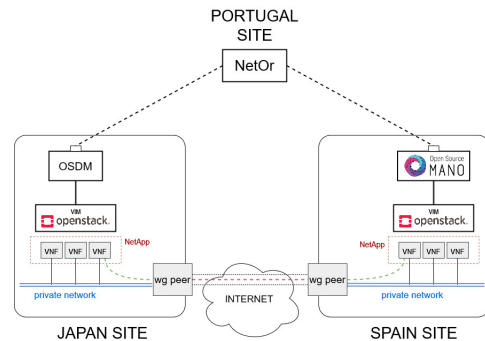 PORTUGAL
SITE
NetOr
OSDM
Open Source
MANO
VIM
openstack.
VIM
openstack.
NetApp
NetApp
VNF VNF VNF
VNF VNF VNF
wg peer
wg peer
INTERNET
private network
private network
JAPAN SITE
SPAIN SITE